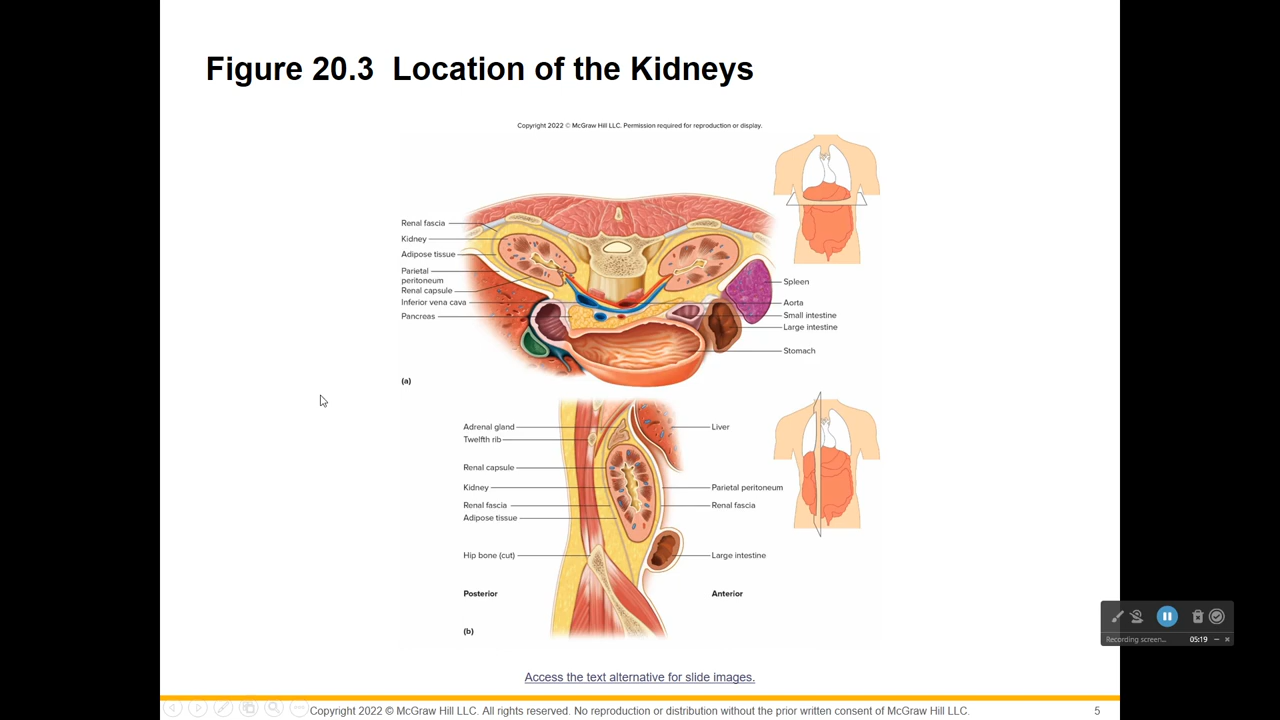 Figure 20.3  Location of the Kidneys
Copyright 2022 © McGraw Hill LLC. Permission required for reproduction or display.
Renal fascia
Kidney
Adipose tissue
Parietal
peritoneum
Renal capsule
Inferior vena cava
Pancreas
Spleen
Aorta
Small intestine
Large intestine
Stomach
(a)
Adrenal gland
Twelfth rib
Renal capsule
Kidney
Renal fascia
Adipose tissue
Hip bone (cut)
Liver
Parietal peritoneum
Renal fascia
Large intestine
Posterior
Anterior
(b)
Recording screen...
05:19
Access the text alternative for slide images.
Copyright 2022 © McGraw Hill LLC. All rights reserved. No reproduction or distribution without the prior written consent of McGraw Hill LLC.
5